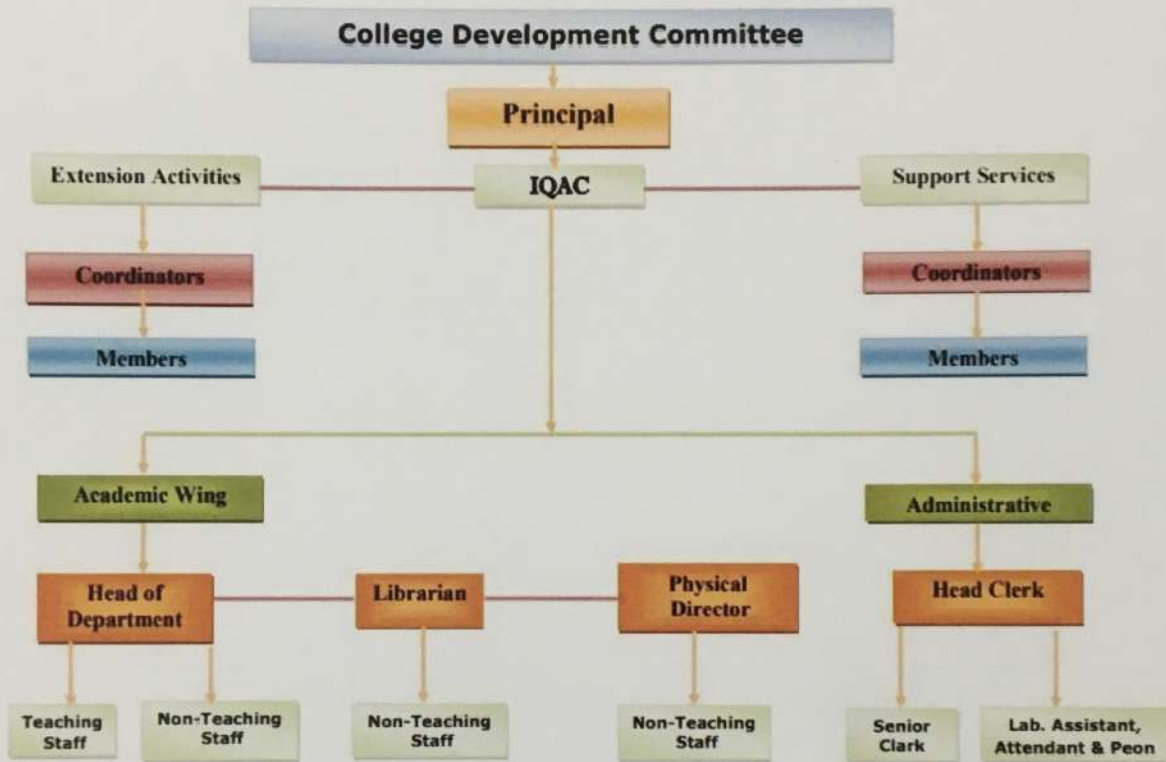 College Development Committee
Principal
Extension Activities
IQAC
Support Services
Coordinators
Coordinators
Members
Members
Academic Wing
Administrative
Head of
Department
Librarian
Physical
Director
Head Clerk
Teaching
Staff
Non-Teaching
Staff
Non-Teaching
Staff
Non-Teaching
Staff
Senior
Clark
Lab. Assistant,
Attendant & Peon